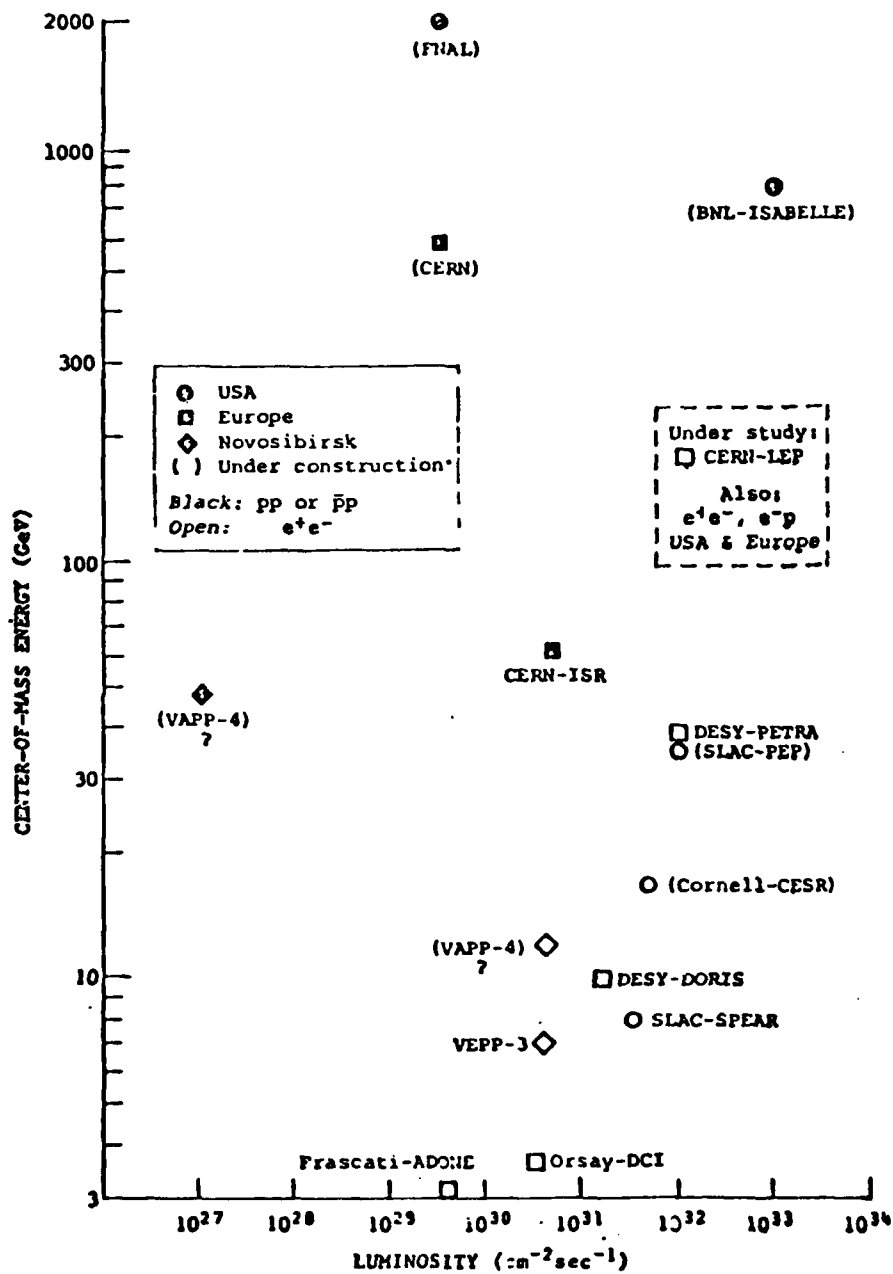 2000
(FNAL)
1000
(BNL-ISABELLE)
(CERN)
300
USA
Europe
Novosibirsk
( ) Under construction
Black: pp or p̄p
Open: e⁺e⁻
Under study:
CERN-LEP
Also:
e⁺e⁻, e⁻p
USA & Europe
100
CERN-ISR
(VAPP-4)
?
DESY-PETRA
(SLAC-PEP)
30
(Cornell-CESR)
(VAPP-4)
?
10
DESY-DORIS
SLAC-SPEAR
VEPP-3
Frascati-ADONE
Orsay-DCI
3
10²⁷ 10²⁸ 10²⁹ 10³⁰ 10³¹ 10³² 10³³ 10³⁴
LUMINOSITY (cm⁻²sec⁻¹)
CENTER-OF-MASS ENERGY (GeV)